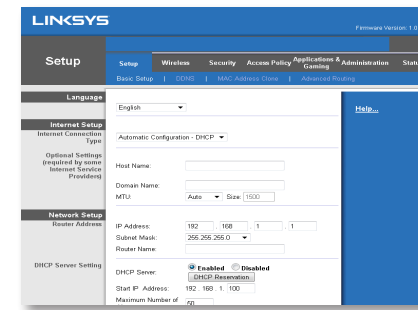 LINKSYS
Firmware Version: 1.0
Setup
Setup Wireless Security Access Policy Applications & Gaming Administration Statu
Basic Setup | DDNS | MAC Address Clone | Advanced Routing
Language
English
Help...
Internet Setup
Internet Connection Type
Automatic Configuration - DHCP
Optional Settings
(required by some
Internet Service
Providers)
Host Name:
Domain Name:
MTU: Auto Size: 1500
Network Setup
Router Address
IP Address: 192 . 168 . 1 . 1
Subnet Mask: 255.255.255.0
Router Name:
DHCP Server Setting
DHCP Server: Enabled Disabled
DHCP Reservation
Start IP Address: 192 . 168 . 1. 100
Maximum Number of 50